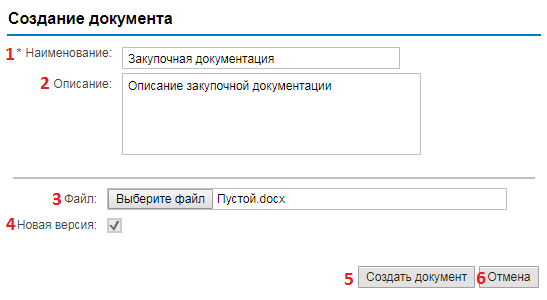 Создание документа
1 * Наименование: Закупочная документация
2 Описание: Описание закупочной документации
3 Файл: Выберите файл Пустой.docx
4 Новая версия:
5 Создать документ 6 Отмена